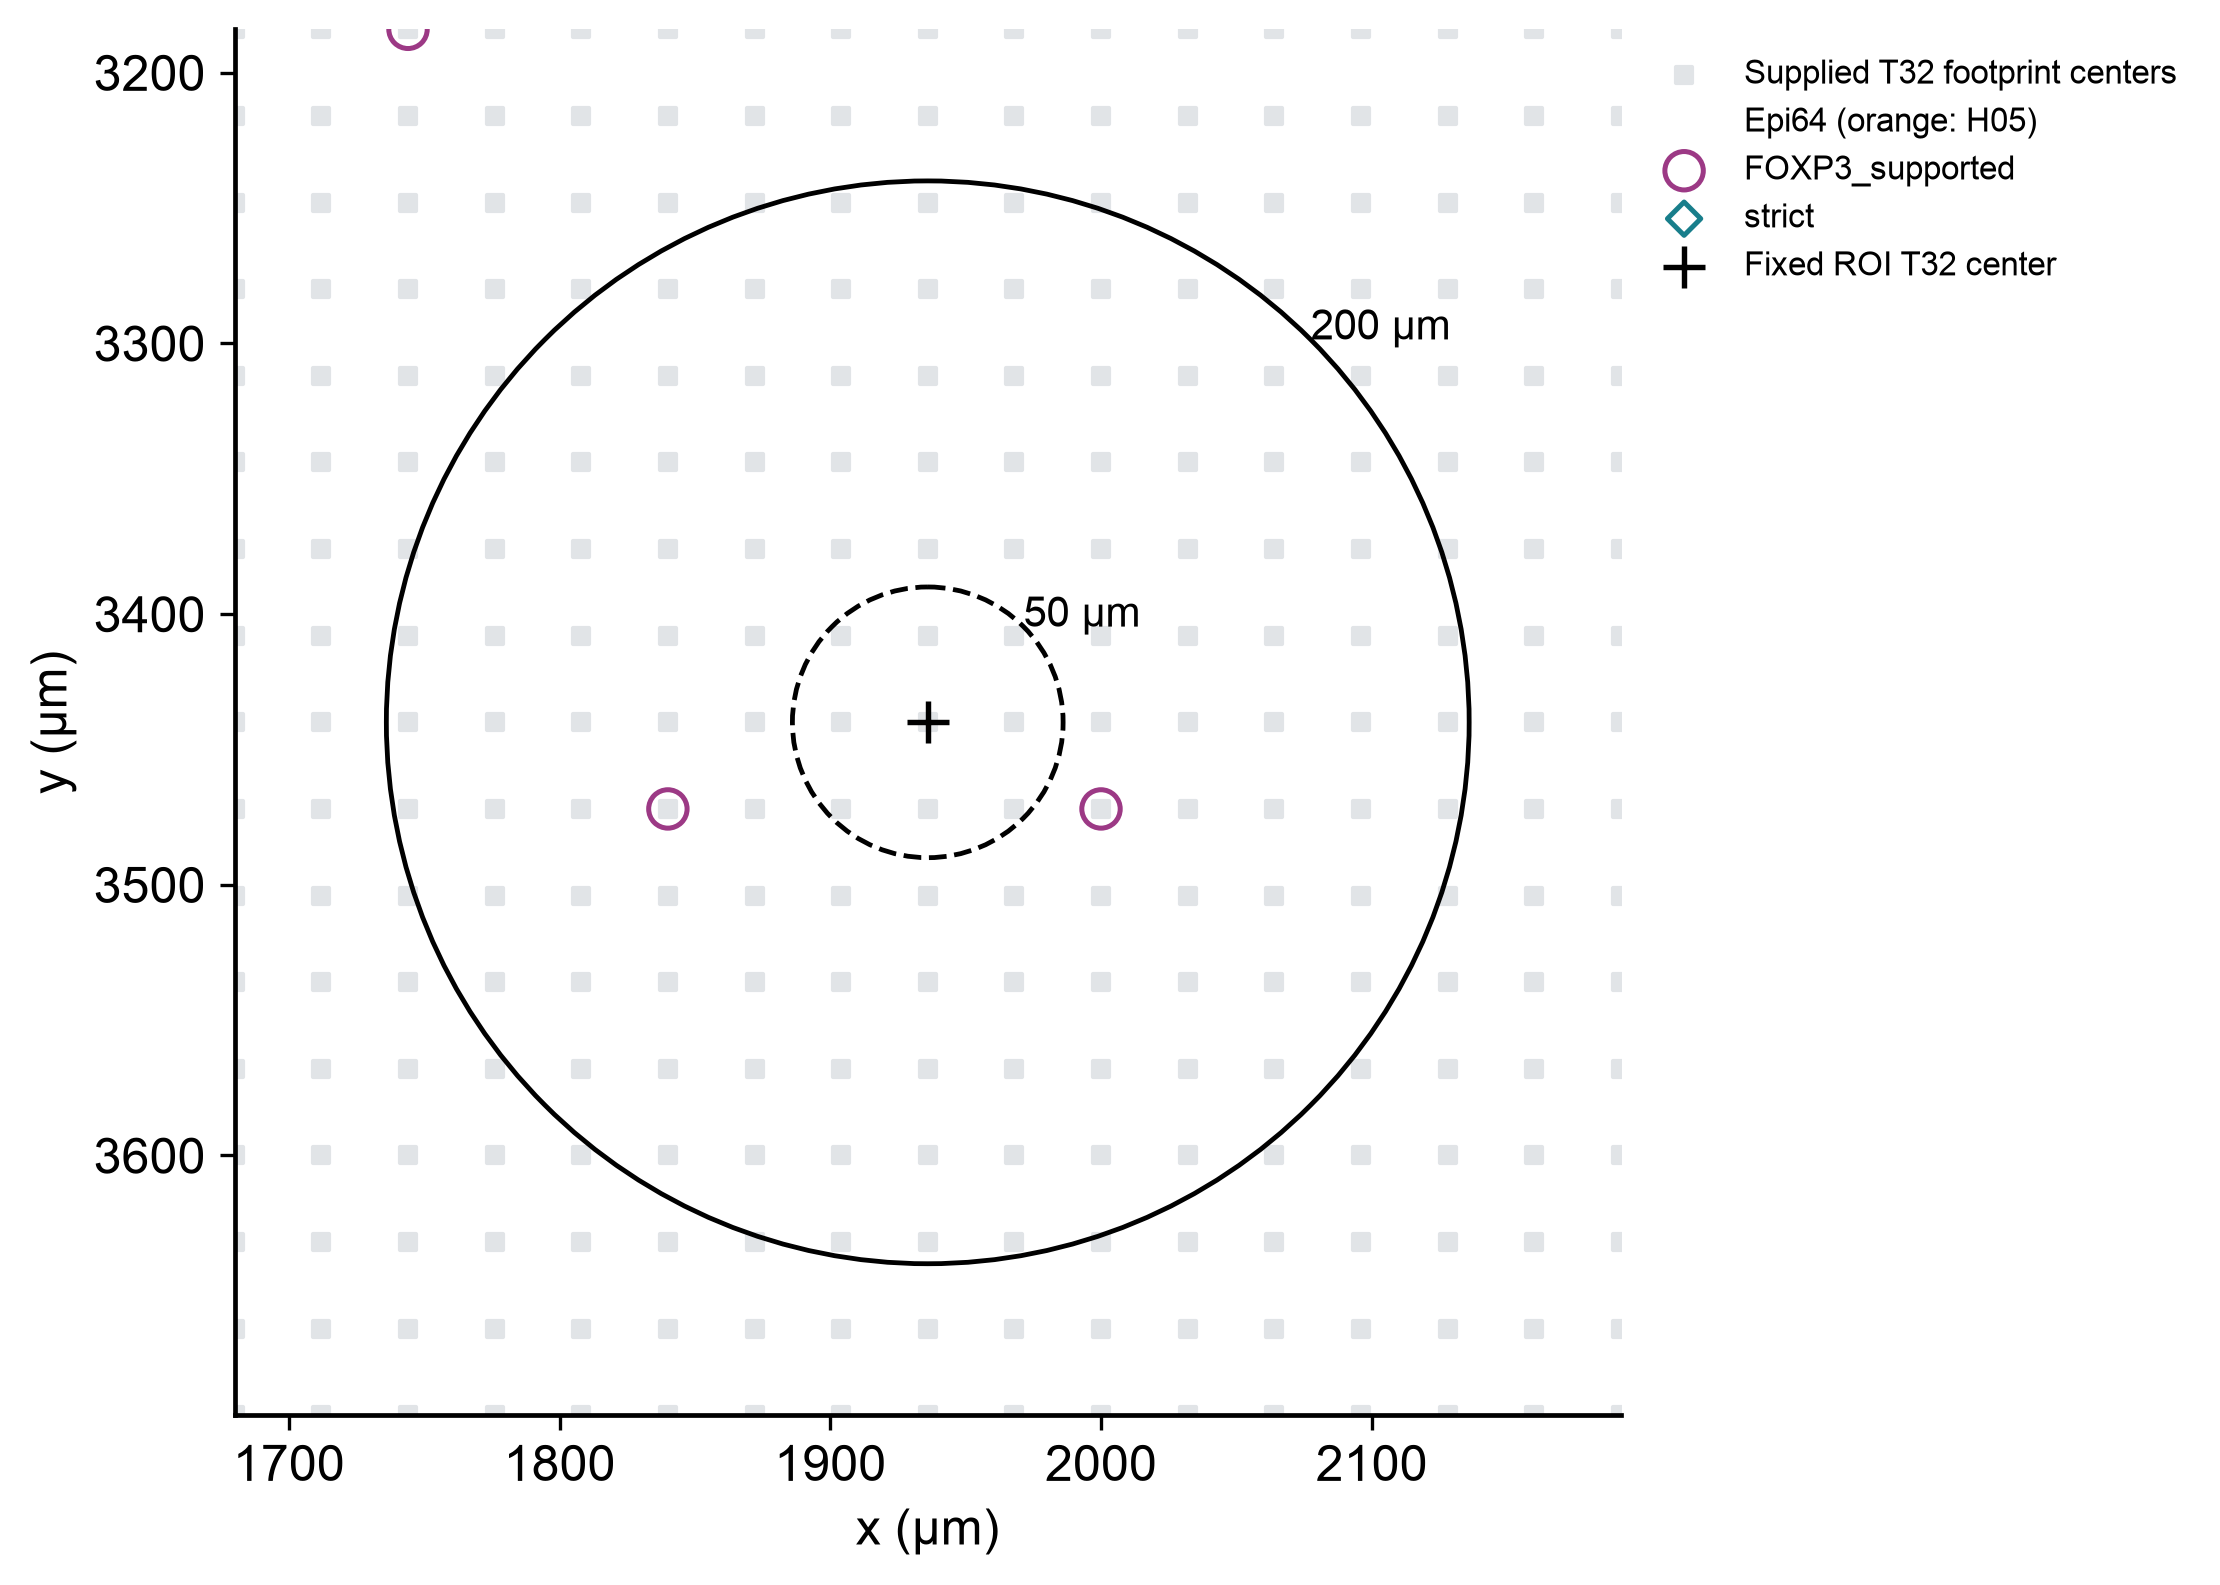 3200
3300
3400
3500
3600
y (µm)
1700
1800
1900
2000
2100
x (µm)
200 µm
50 µm
Supplied T32 footprint centers
Epi64 (orange: H05)
FOXP3_supported
strict
Fixed ROI T32 center